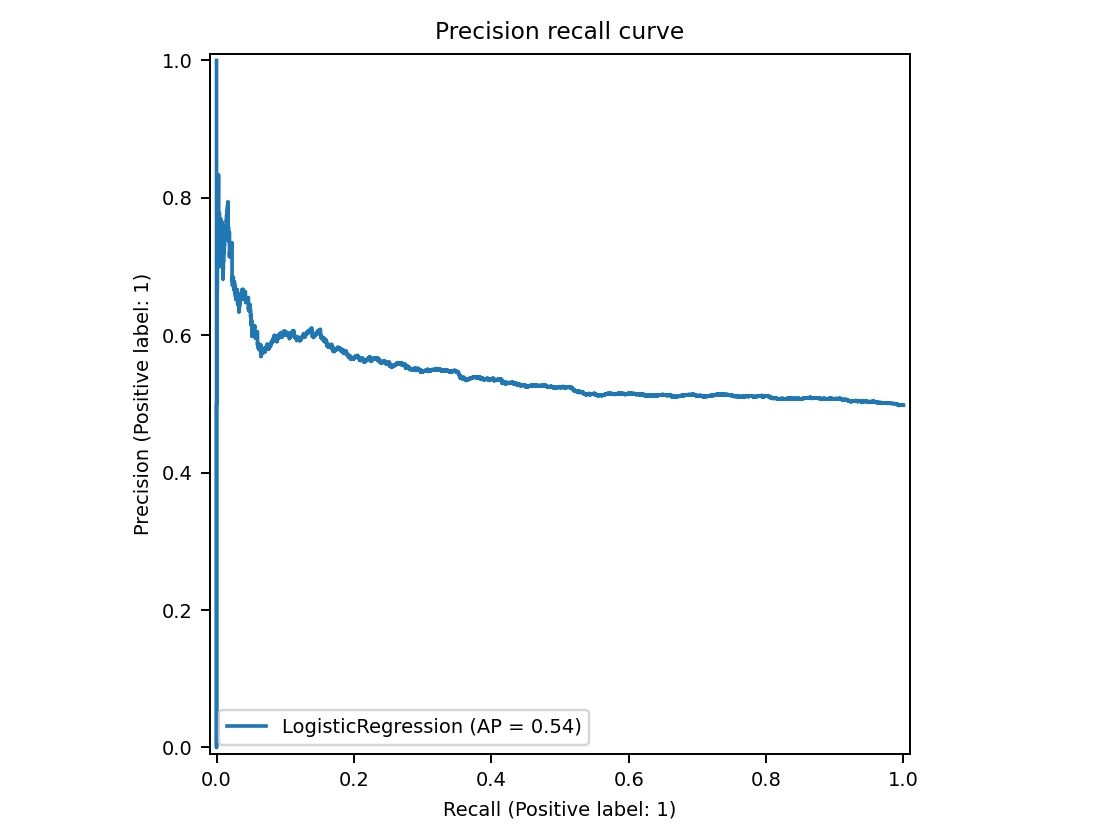 Precision recall curve
1.0
0.8
0.6
0.4
0.2
0.0
Precision (Positive label: 1)
LogisticRegression (AP = 0.54)
0.0 0.2 0.4 0.6 0.8 1.0
Recall (Positive label: 1)